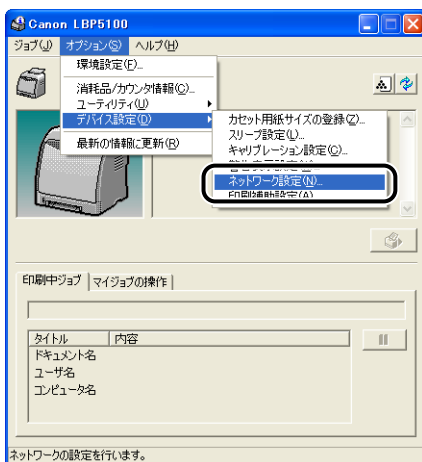 Canon LBP5100
ジョブ(J) オプション(S) ヘルプ(H)
環境設定(F)...
消耗品/カウンタ情報(C)...
ユーティリティ(U)
デバイス設定(D)
最新の情報に更新(R)
カセット用紙サイズの登録(Z)...
スリープ設定(L)...
キャリブレーション設定(C)...
ネットワーク設定(N)...
印刷補助設定(A)
印刷中ジョブ マイジョブの操作
タイトル 内容
ドキュメント名
ユーザ名
コンピュータ名
ネットワークの設定を行います。